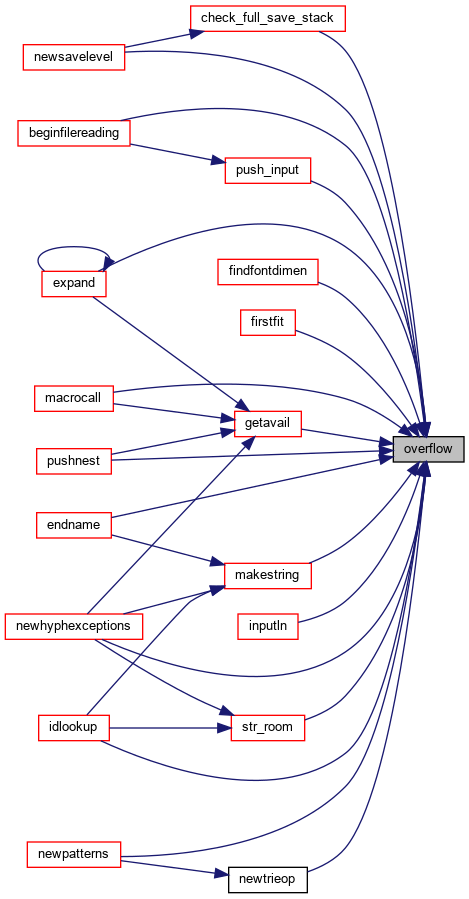 check_full_save_stack
newsavelevel
beginfilereading
push_input
findfontdimen
expand
firstfit
macrocall
getavail
overflow
pushnest
endname
makestring
newhyphexceptions
inputln
idlookup
str_room
newpatterns
newtrieop